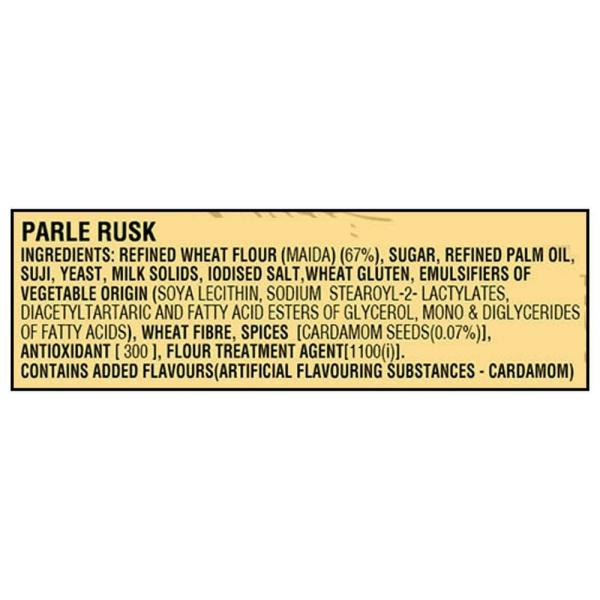 PARLE RUSK
INGREDIENTS: REFINED WHEAT FLOUR (MAIDA) (67%), SUGAR, REFINED PALM OIL,
SUJI, YEAST, MILK SOLIDS, IODISED SALT,WHEAT GLUTEN, EMULSIFIERS OF
VEGETABLE ORIGIN (SOYA LECITHIN, SODIUM STEAROYL-2- LACTYLATES,
DIACETYLTARTARIC AND FATTY ACID ESTERS OF GLYCEROL, MONO & DIGLYCERIDES
OF FATTY ACIDS), WHEAT FIBRE, SPICES [CARDAMOM SEEDS(0.07%)],
ANTIOXIDANT [ 300 ], FLOUR TREATMENT AGENT[1100(i)].
CONTAINS ADDED FLAVOURS(ARTIFICIAL FLAVOURING SUBSTANCES - CARDAMOM)